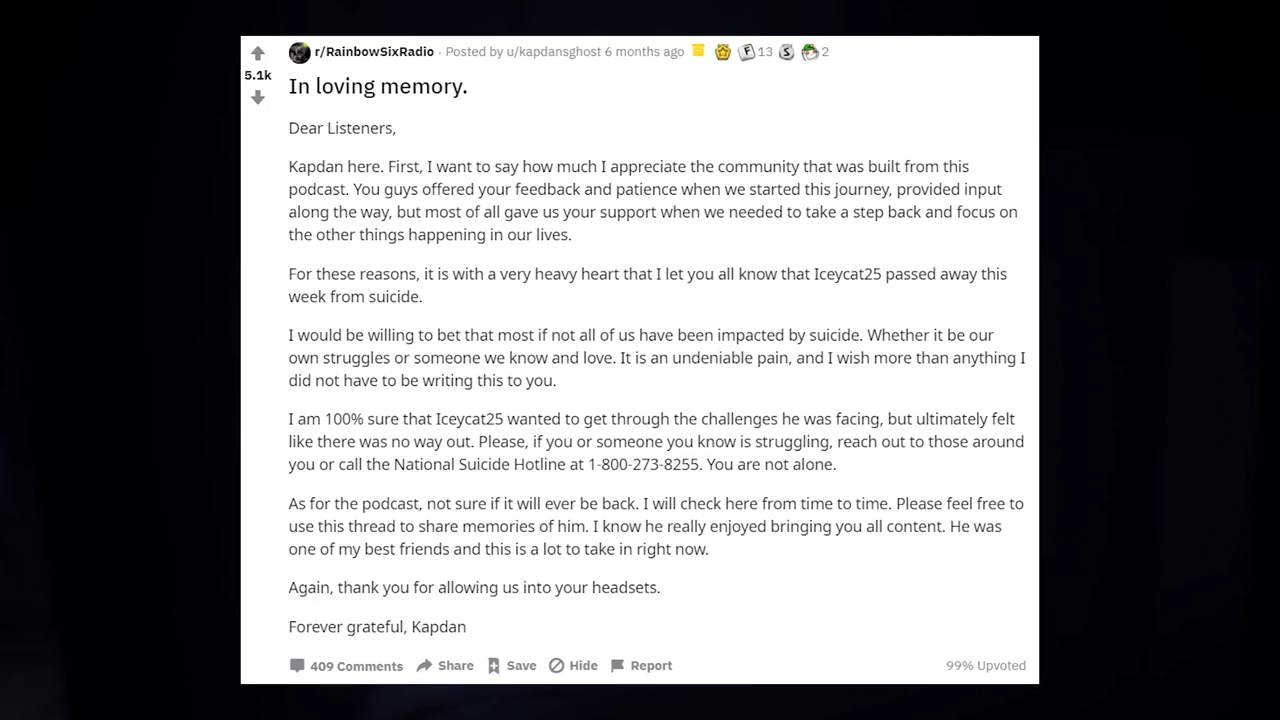 r/RainbowSixRadio · Posted by u/kapdansghost 6 months ago F 13 S 2
5.1k
In loving memory.
Dear Listeners,
Kapdan here. First, I want to say how much I appreciate the community that was built from this
podcast. You guys offered your feedback and patience when we started this journey, provided input
along the way, but most of all gave us your support when we needed to take a step back and focus on
the other things happening in our lives.
For these reasons, it is with a very heavy heart that I let you all know that Iceycat25 passed away this
week from suicide.
I would be willing to bet that most if not all of us have been impacted by suicide. Whether it be our
own struggles or someone we know and love. It is an undeniable pain, and I wish more than anything I
did not have to be writing this to you.
I am 100% sure that Iceycat25 wanted to get through the challenges he was facing, but ultimately felt
like there was no way out. Please, if you or someone you know is struggling, reach out to those around
you or call the National Suicide Hotline at 1-800-273-8255. You are not alone.
As for the podcast, not sure if it will ever be back. I will check here from time to time. Please feel free to
use this thread to share memories of him. I know he really enjoyed bringing you all content. He was
one of my best friends and this is a lot to take in right now.
Again, thank you for allowing us into your headsets.
Forever grateful, Kapdan
409 Comments Share Save Hide Report 99% Upvoted